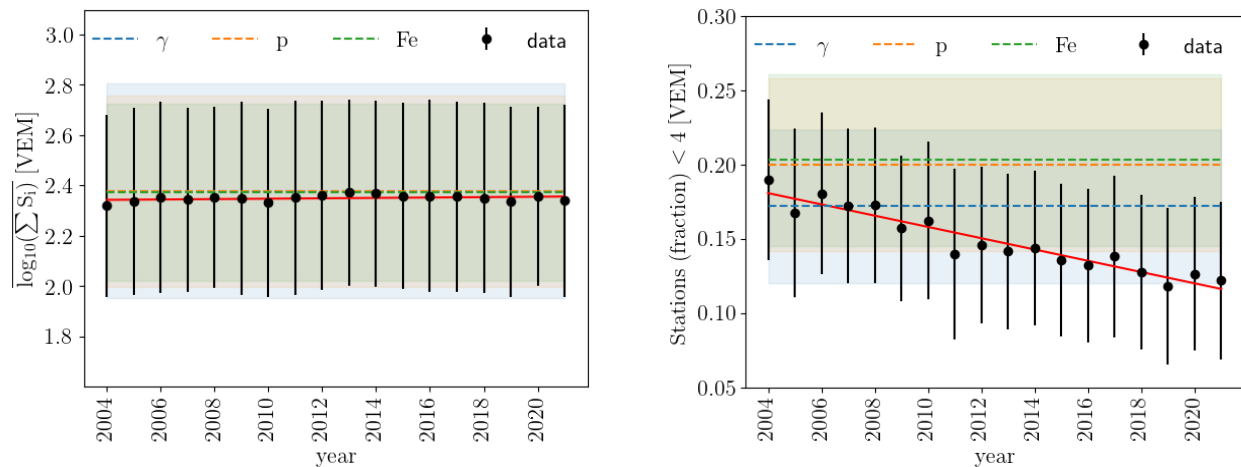 3.0
2.8
2.6
2.4
2.2
2.0
1.8
log10(∑ Si) [VEM]
γ p Fe data
2004 2006 2008 2010 2012 2014 2016 2018 2020
year
0.30
0.25
0.20
0.15
0.10
0.05
Stations (fraction) < 4 [VEM]
γ p Fe data
2004 2006 2008 2010 2012 2014 2016 2018 2020
year